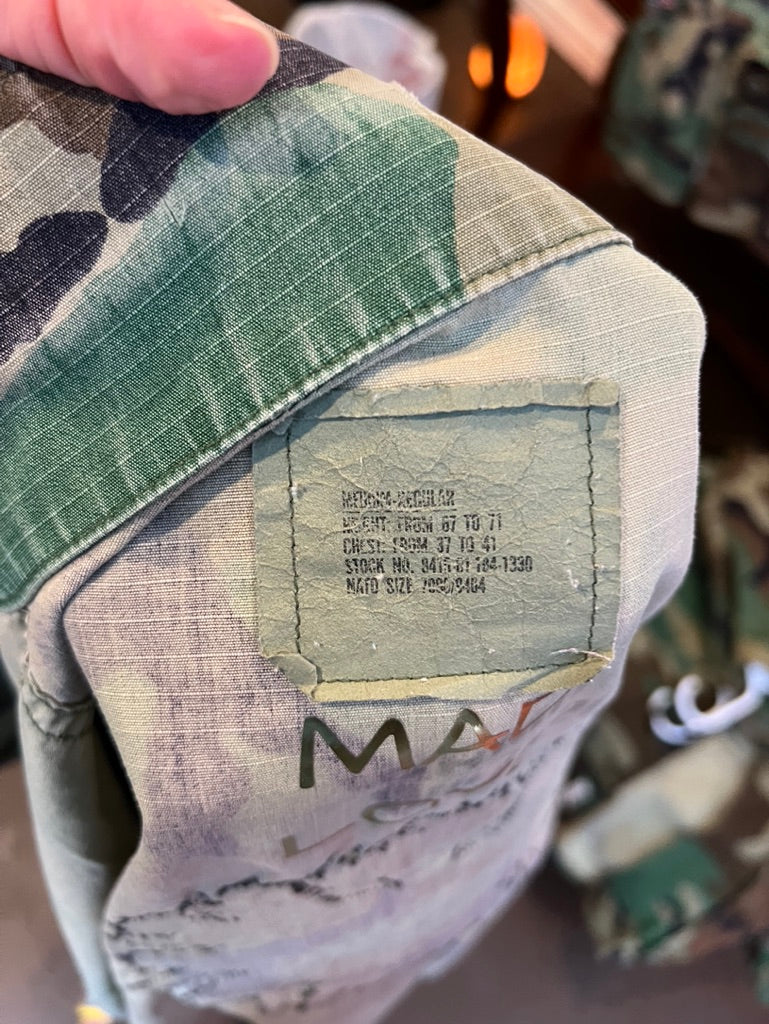 MEDIUM-REGULAR
HEIGHT: FROM 67 TO 71
CHEST: FROM 37 TO 41
STOCK NO. 8415-01-184-1330
NATO SIZE 7080/9404
MAD